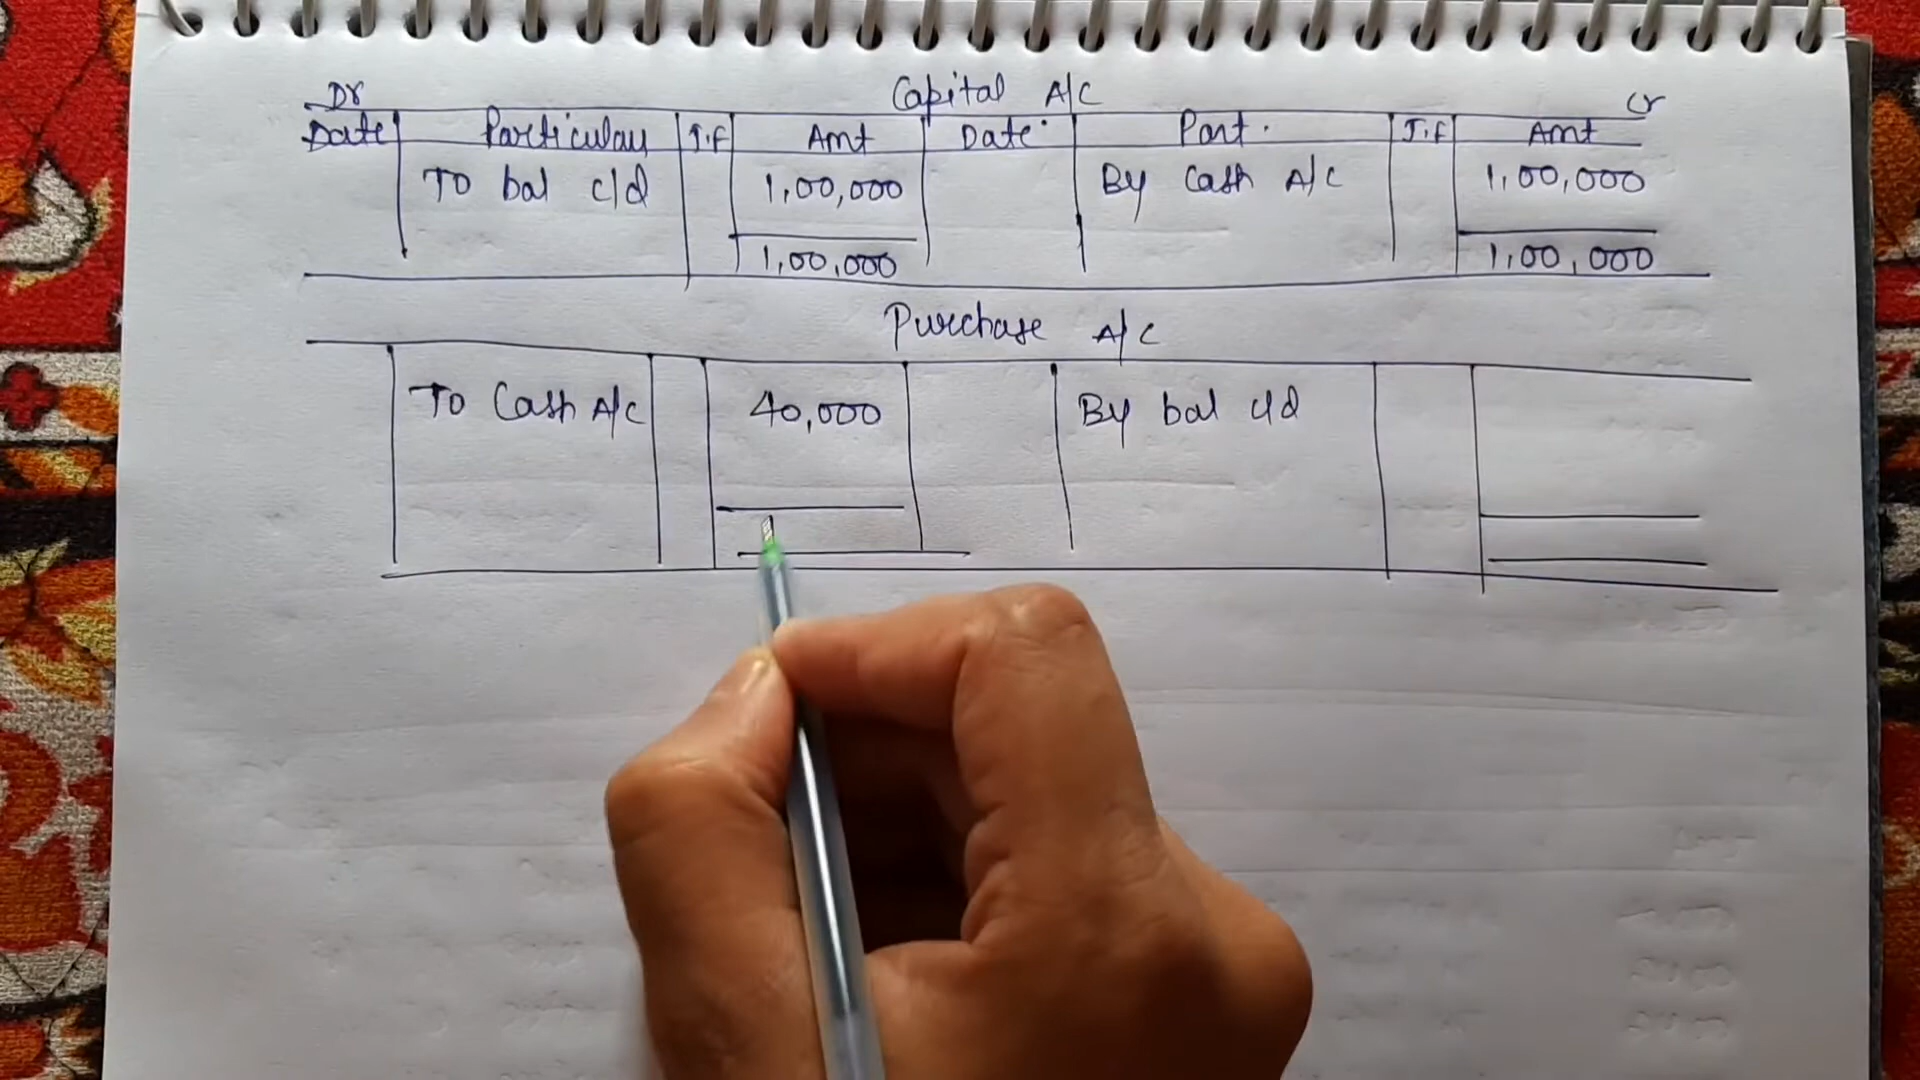 Dr Capital A/C Cr
Date Particulars J.F Amt Date Part. J.F Amt
To bal c/d 1,00,000 By Cash A/C 1,00,000
1,00,000 1,00,000
Purchase A/C
To Cash A/C 40,000 By bal c/d